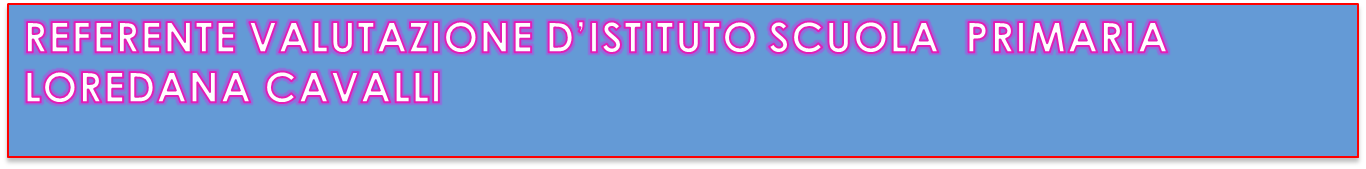 REFERENTE VALUTAZIONE D’ISTITUTO SCUOLA  PRIMARIA
LOREDANA CAVALLI